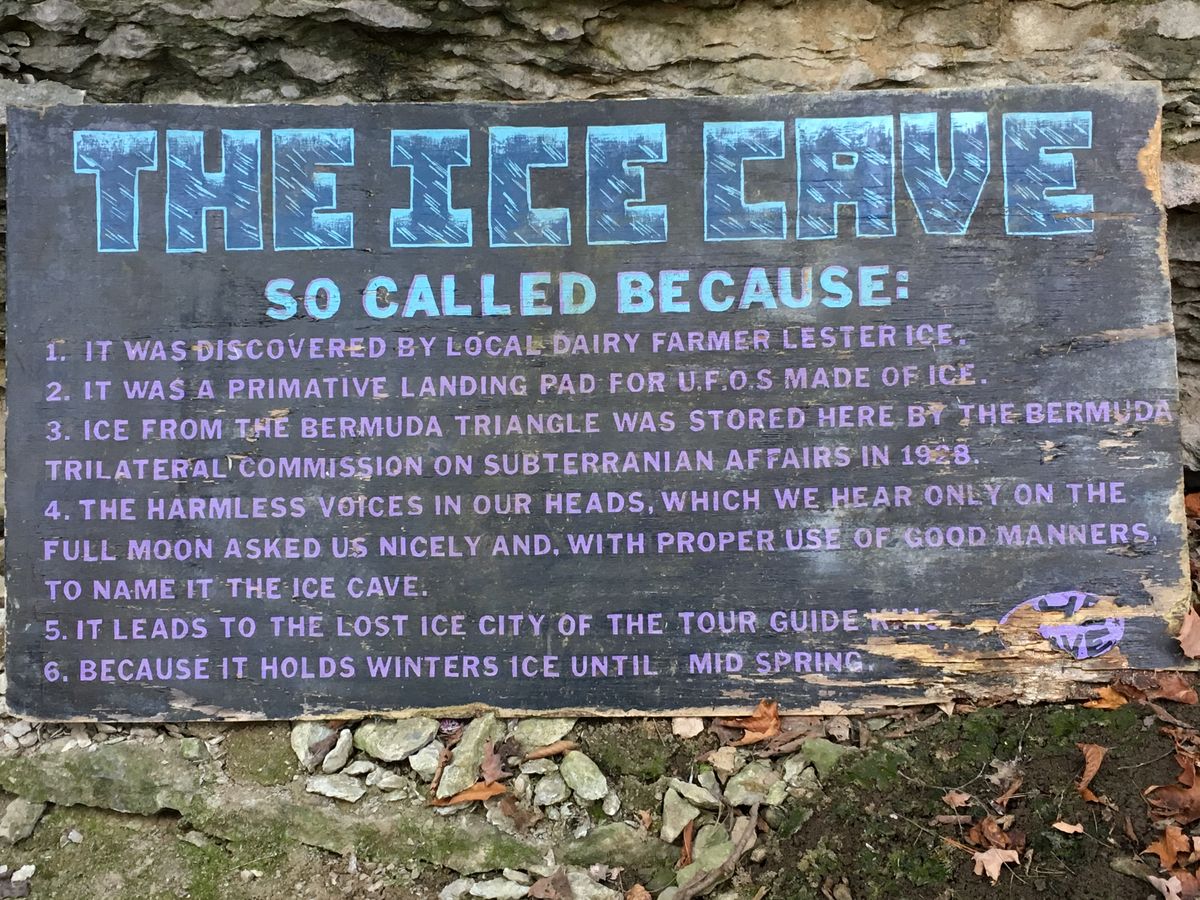 THE ICE CAVE
SO CALLED BECAUSE:
1. IT WAS DISCOVERED BY LOCAL DAIRY FARMER LESTER ICE.
2. IT WAS A PRIMATIVE LANDING PAD FOR U.F.O.S MADE OF ICE.
3. ICE FROM THE BERMUDA TRIANGLE WAS STORED HERE BY THE BERMUDA
TRILATERAL COMMISSION ON SUBTERRANIAN AFFAIRS IN
4. THE HARMLESS VOICES IN OUR HEADS, WHICH WE HEAR ONLY ON THE
FULL MOON ASKED US NICELY AND, WITH PROPER USE OF GOOD MANNERS,
TO NAME IT THE ICE CAVE.
5. IT LEADS TO THE LOST ICE CITY OF THE TOUR GUIDE KING.
6. BECAUSE IT HOLDS WINTERS ICE UNTIL MID SPRING.